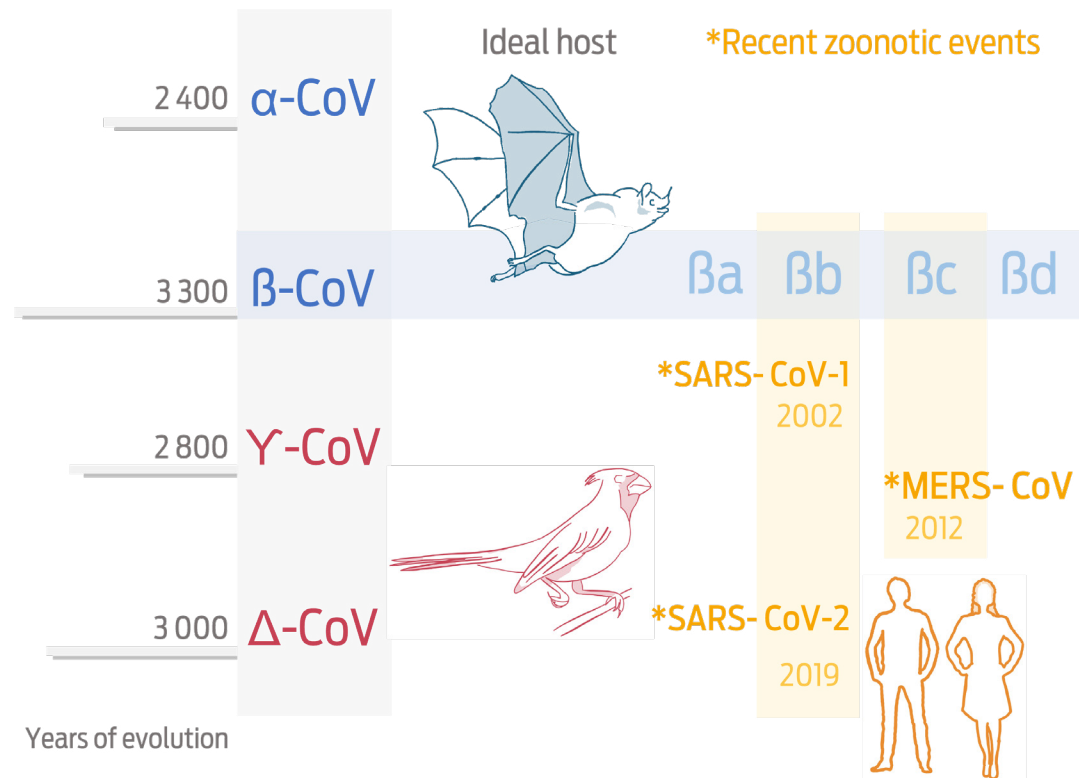 Ideal host
*Recent zoonotic events
2 400
α-CoV
3 300
ß-CoV
ßa
ßb
ßc
ßd
*SARS- CoV-1
2002
2 800
ϒ-CoV
*MERS- CoV
2012
3 000
Δ-CoV
*SARS- CoV-2
2019
Years of evolution